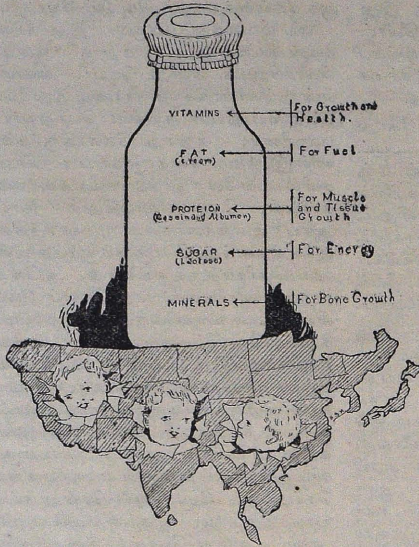 VITAMINS
For Growth and
Health.
FAT
(Cream)
For Fuel
PROTEION
(Casein and Albumen)
For Muscle
and Tissue
Growth
SUGAR
(Lactose)
For Energy
MINERALS
For Bone Growth